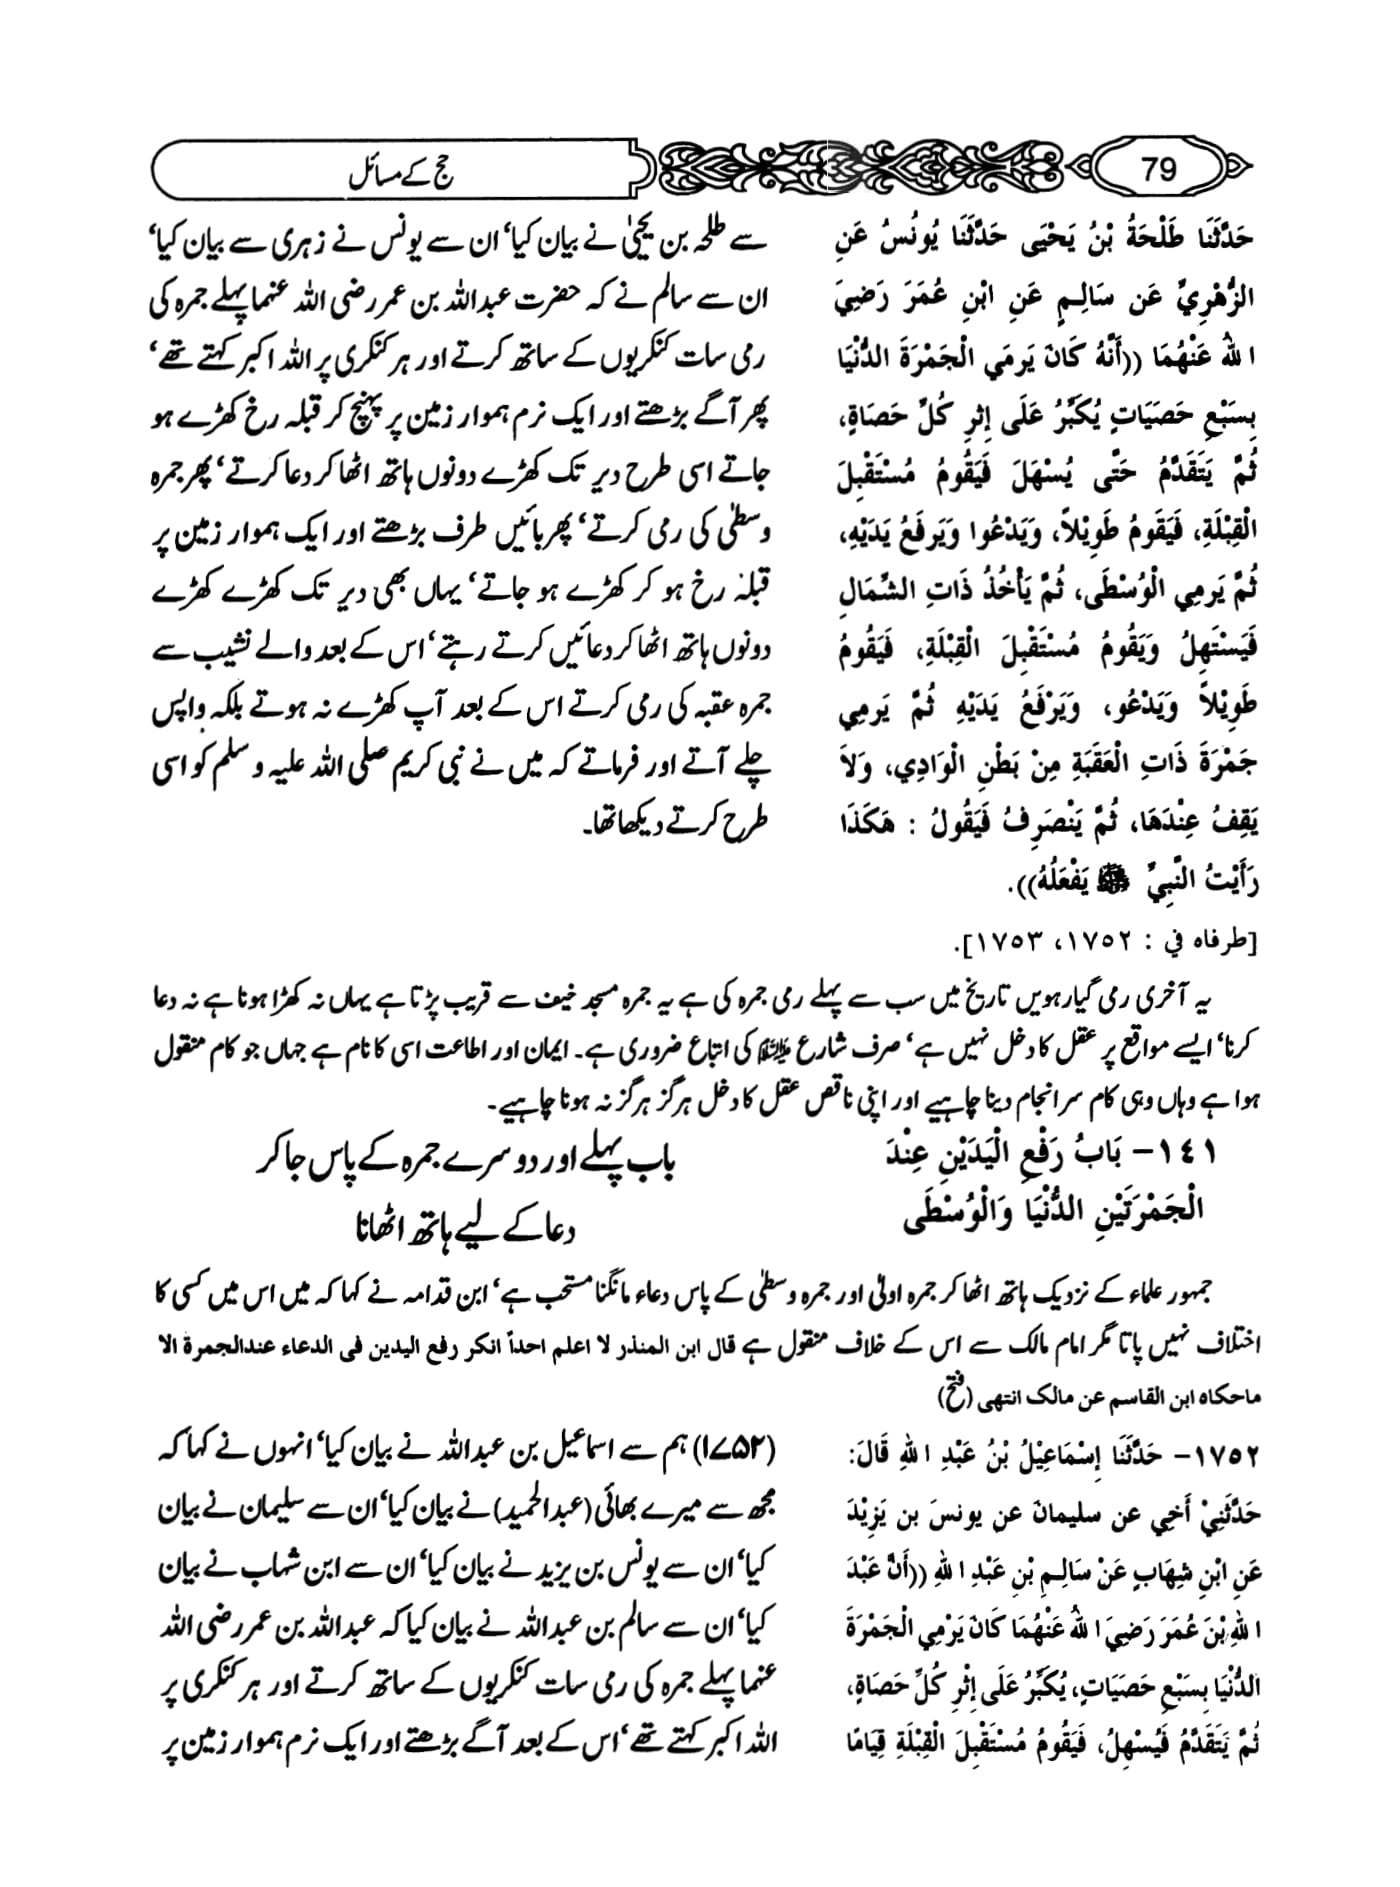 79
حج کے مسائل
حَدَّثَنَا طَلْحَةُ بْنُ يَحْيَى حَدَّثَنَا يُونُسُ عَنِ
الزُّهْرِيِّ عَن سَالِمٍ عَنِ ابْنِ عُمَرَ رَضِيَ
ا للهُ عَنْهُمَا ((أَنَّهُ كَانَ يَرمَي الْجَمْرَةَ الدُّنْيَا
بِسَبْعِ حَصَيَاتٍ يُكَبِّرُ عَلَى إِثرِ كُلِّ حَصَاةٍ،
ثُمَّ يَتَقَدَّمُ حَتَّى يُسْهَلَ فَيَقُومُ مُسْتَقْبِلَ
الْقِبْلَةِ، فَيَقُومُ طَوِيْلاً، وَيَدْعُوا وَيَرفَعُ يَدَيْهِ،
ثُمَّ يَرمِي الْوُسْطَى، ثُمَّ يَأْخُذُ ذَاتِ الشِّمَالِ
فَيَسْتَهِلُ وَيَقُومُ مُسْتَقْبِلَ الْقِبْلَةِ، فَيَقُومُ
طَوِيْلاً وَيَدْعُو، وَيَرْفَعُ يَدَيْهِ ثُمَّ يَرمِي
جَمْرَةَ ذَاتِ الْعَقَبَةِ مِنْ بَطْنِ الْوَادِي، وَلاَ
يَقِفُ عِنْدَهَا، ثُمَّ يَنْصَرِفُ فَيَقُولُ : هَكَذَا
رَأَيْتُ النَّبِيِّ ﷺ يَفْعَلُهُ)).
[طرفاه في : ١٧٥٢، ١٧٥٣].
سے طلحہ بن یحییٰ نے بیان کیا‘ ان سے یونس نے زہری سے بیان کیا‘
ان سے سالم نے کہ حضرت عبداللہ بن عمر رضی اللہ عنہما پہلے جمرہ کی
رمی سات کنکریوں کے ساتھ کرتے اور ہر کنکری پر اللہ اکبر کہتے تھے‘
پھر آگے بڑھتے اور ایک نرم ہموار زمین پر پہنچ کر قبلہ رخ کھڑے ہو
جاتے اسی طرح دیر تک کھڑے دونوں ہاتھ اٹھا کر دعا کرتے‘ پھر جمرہ
وسطیٰ کی رمی کرتے‘ پھر بائیں طرف بڑھتے اور ایک ہموار زمین پر
قبلہ رخ ہو کر کھڑے ہو جاتے‘ یہاں بھی دیر تک کھڑے کھڑے
دونوں ہاتھ اٹھا کر دعائیں کرتے رہتے‘ اس کے بعد والے نشیب سے
جمرہ عقبہ کی رمی کرتے اس کے بعد آپ کھڑے نہ ہوتے بلکہ واپس
چلے آتے اور فرماتے کہ میں نے نبی کریم صلی اللہ علیہ و سلم کو اسی
طرح کرتے دیکھا تھا۔
یہ آخری رمی گیارہویں تاریخ میں سب سے پہلے رمی جمرہ کی ہے یہ جمرہ مسجد خیف سے قریب پڑتا ہے یہاں نہ کھڑا ہونا ہے نہ دعا
کرنا‘ ایسے مواقع پر عقل کا دخل نہیں ہے‘ صرف شارع ﷺ کی اتباع ضروری ہے۔ ایمان اور اطاعت اسی کا نام ہے جہاں جو کام منقول
ہوا ہے وہاں وہی کام سرانجام دینا چاہیے اور اپنی ناقص عقل کا دخل ہرگز ہرگز نہ ہونا چاہیے۔
١٤١– بَابُ رَفْعِ الْيَدَيْنِ عِنْدَ
الْجَمْرَتَيْنِ الدُّنْيَا وَالْوُسْطَى
باب پہلے اور دوسرے جمرہ کے پاس جا کر
دعا کے لیے ہاتھ اٹھانا
جمہور علماء کے نزدیک ہاتھ اٹھا کر جمرہ اولیٰ اور جمرہ وسطیٰ کے پاس دعاء مانگنا مستحب ہے‘ ابن قدامہ نے کہا کہ میں اس میں کسی کا
اختلاف نہیں پاتا مگر امام مالک سے اس کے خلاف منقول ہے قال ابن المنذر لا اعلم احداً انکر رفع الیدین فی الدعاء عندالجمرة الا
ماحکاه ابن القاسم عن مالک انتهی (فتح)
١٧٥٢– حَدَّثَنَا إِسْمَاعِيْلُ بْنُ عَبْدِ ا للهِ قَالَ:
حَدَّثَنِيْ أَخِي عن سليمان عن يونسَ بن يَزِيْدَ
عَنِ ابْنِ شِهَابٍ عَنْ سَالِمِ بْنِ عَبْدِ ا للهِ ((أَنَّ عَبْدَ
ا للهِ بْنَ عُمَرَ رَضِيَ ا للهُ عَنْهُمَا كَانَ يَرْمِي الْجَمْرَةَ
الدُّنْيَا بِسَبْعِ حَصَيَاتٍ، يُكَبِّرُ عَلَى إِثْرِ كُلِّ حَصَاةٍ،
ثُمَّ يَتَقَدَّمُ فَيُسْهِلُ، فَيَقُومُ مُسْتَقْبِلَ الْقِبْلَةِ قِيَامًا
(۱۷۵۲) ہم سے اسماعیل بن عبداللہ نے بیان کیا‘ انہوں نے کہا کہ
مجھ سے میرے بھائی (عبدالحمید) نے بیان کیا‘ ان سے سلیمان نے بیان
کیا‘ ان سے یونس بن یزید نے بیان کیا‘ ان سے ابن شہاب نے بیان
کیا‘ ان سے سالم بن عبداللہ نے بیان کیا کہ عبداللہ بن عمر رضی اللہ
عنہما پہلے جمرہ کی رمی سات کنکریوں کے ساتھ کرتے اور ہر کنکری پر
اللہ اکبر کہتے تھے‘ اس کے بعد آگے بڑھتے اور ایک نرم ہموار زمین پر